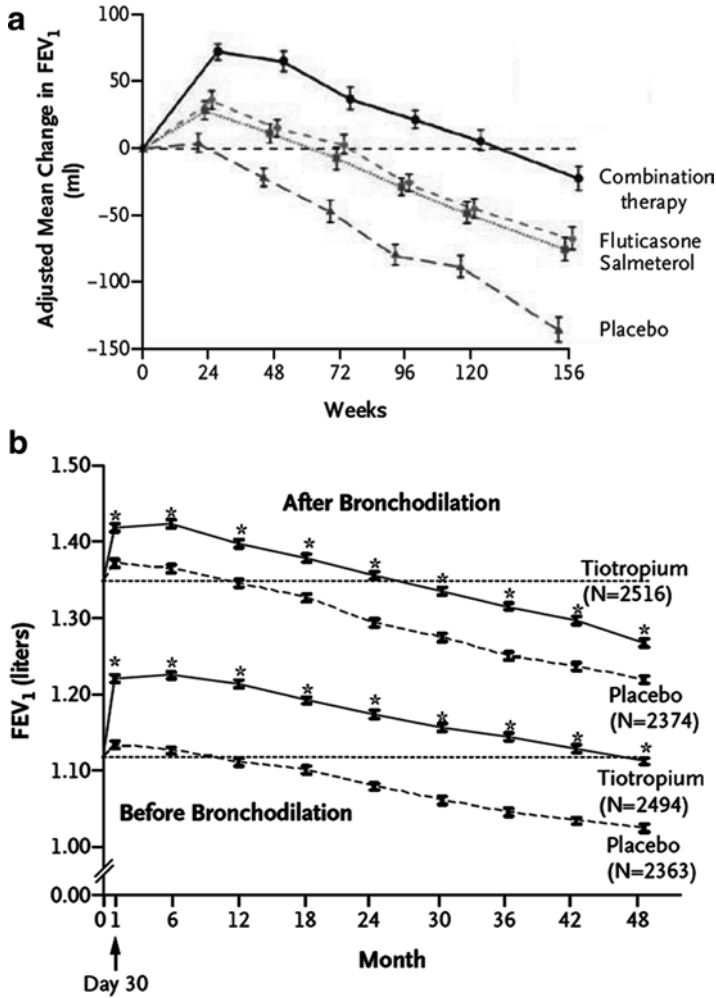 a
Adjusted Mean Change in FEV₁
(ml)
100
50
0
−50
−100
−150
Combination
therapy
Fluticasone
Salmeterol
Placebo
0 24 48 72 96 120 156
Weeks
b
FEV₁ (liters)
1.50
1.40
1.30
1.20
1.10
1.00
0.00
After Bronchodilation
Tiotropium
(N=2516)
Placebo
(N=2374)
Tiotropium
(N=2494)
Before Bronchodilation
Placebo
(N=2363)
0 1 6 12 18 24 30 36 42 48
Day 30
Month